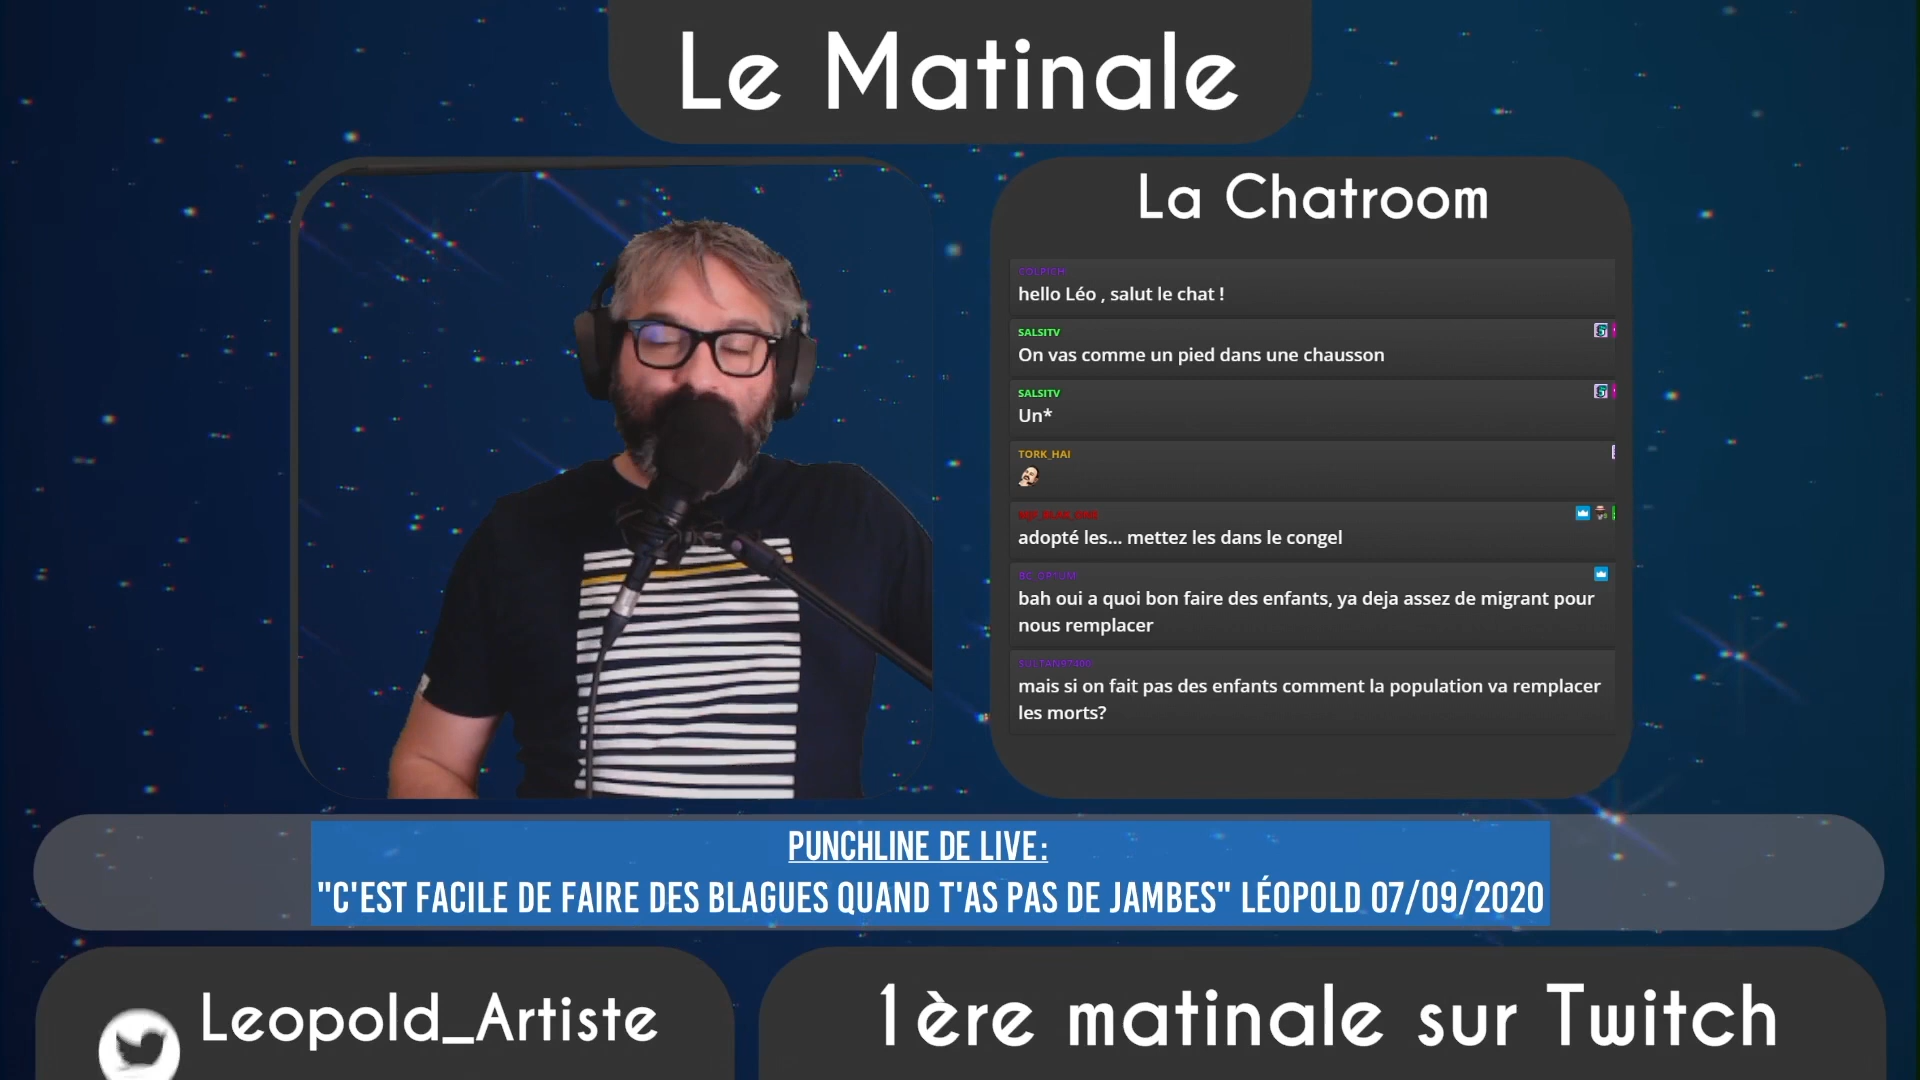 Le Matinale
La Chatroom
COLPICH
hello Léo , salut le chat !
SALSITV
On vas comme un pied dans une chausson
SALSITV
Un*
TORK_HAI
adopté les... mettez les dans le congel
bah oui a quoi bon faire des enfants, ya deja assez de migrant pour
nous remplacer
SULTAN97400
mais si on fait pas des enfants comment la population va remplacer
les morts?
PUNCHLINE DE LIVE:
"C'EST FACILE DE FAIRE DES BLAGUES QUAND T'AS PAS DE JAMBES" LÉOPOLD 07/09/2020
Leopold_Artiste
1ère matinale sur Twitch